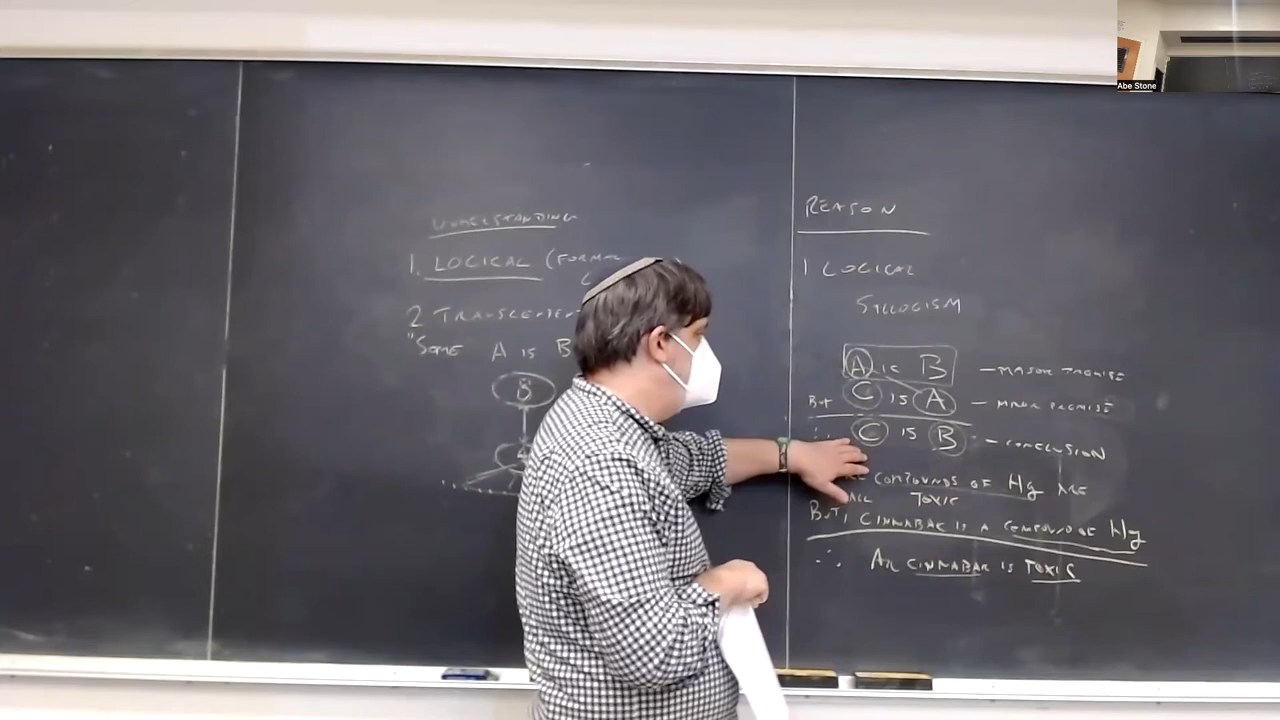 Abe Stone
UNDERSTANDING
1. LOGICAL (FORMAL
2 TRANSCENDEN
"SOME A IS B
B
REASON
1 LOGICAL
SYLLOGISM
A IS B — MAJOR PREMISE
BUT C IS A — MINOR PREMISE
∴ C IS B — CONCLUSION
COMPOUNDS OF Hg ARE
TOXIC
BUT, ALL CINNABAR IS A COMPOUND OF Hg
∴ ALL CINNABAR IS TOXIC